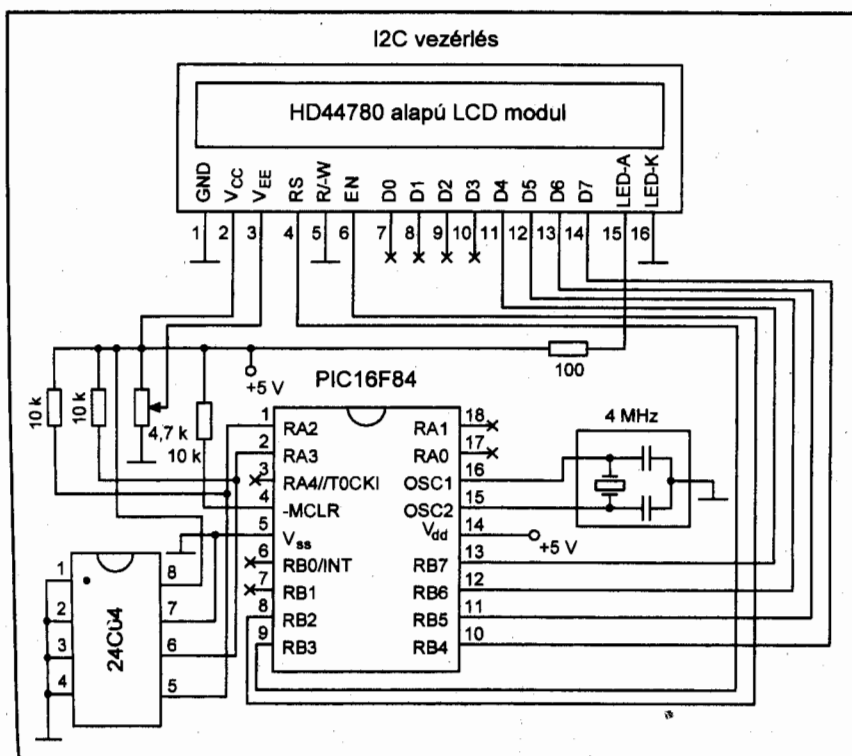 I2C vezérlés
HD44780 alapú LCD modul
GND VCC VEE RS R/-W EN D0 D1 D2 D3 D4 D5 D6 D7 LED-A LED-K
1 2 3 4 5 6 7 8 9 10 11 12 13 14 15 16
10 k
10 k
4,7 k
10 k
+5 V
100
PIC16F84
4 MHz
1 RA2
2 RA3
3 RA4//T0CKI
4 -MCLR
5 Vss
6 RB0/INT
7 RB1
8 RB2
9 RB3
RA1 18
RA0 17
OSC1 16
OSC2 15
Vdd 14
+5 V
RB7 13
RB6 12
RB5 11
RB4 10
24C04
1
2
3
4
8
7
6
5